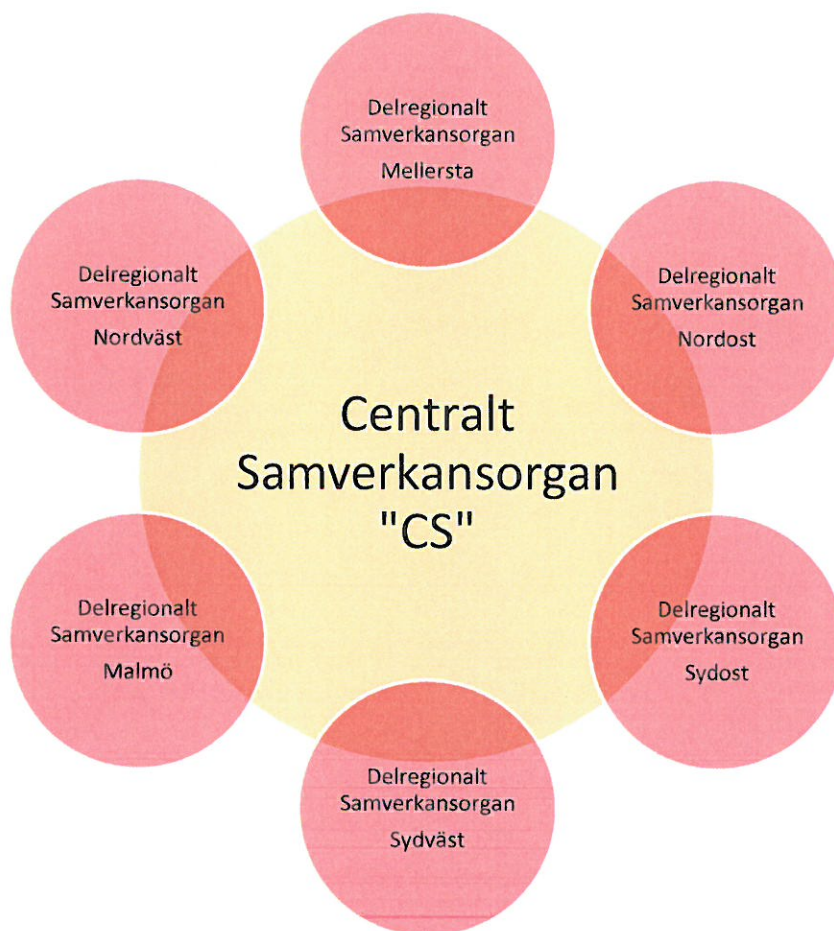 Delregionalt
Samverkansorgan
Mellersta
Delregionalt
Samverkansorgan
Nordväst
Delregionalt
Samverkansorgan
Nordost
Centralt
Samverkansorgan
"CS"
Delregionalt
Samverkansorgan
Malmö
Delregionalt
Samverkansorgan
Sydost
Delregionalt
Samverkansorgan
Sydväst